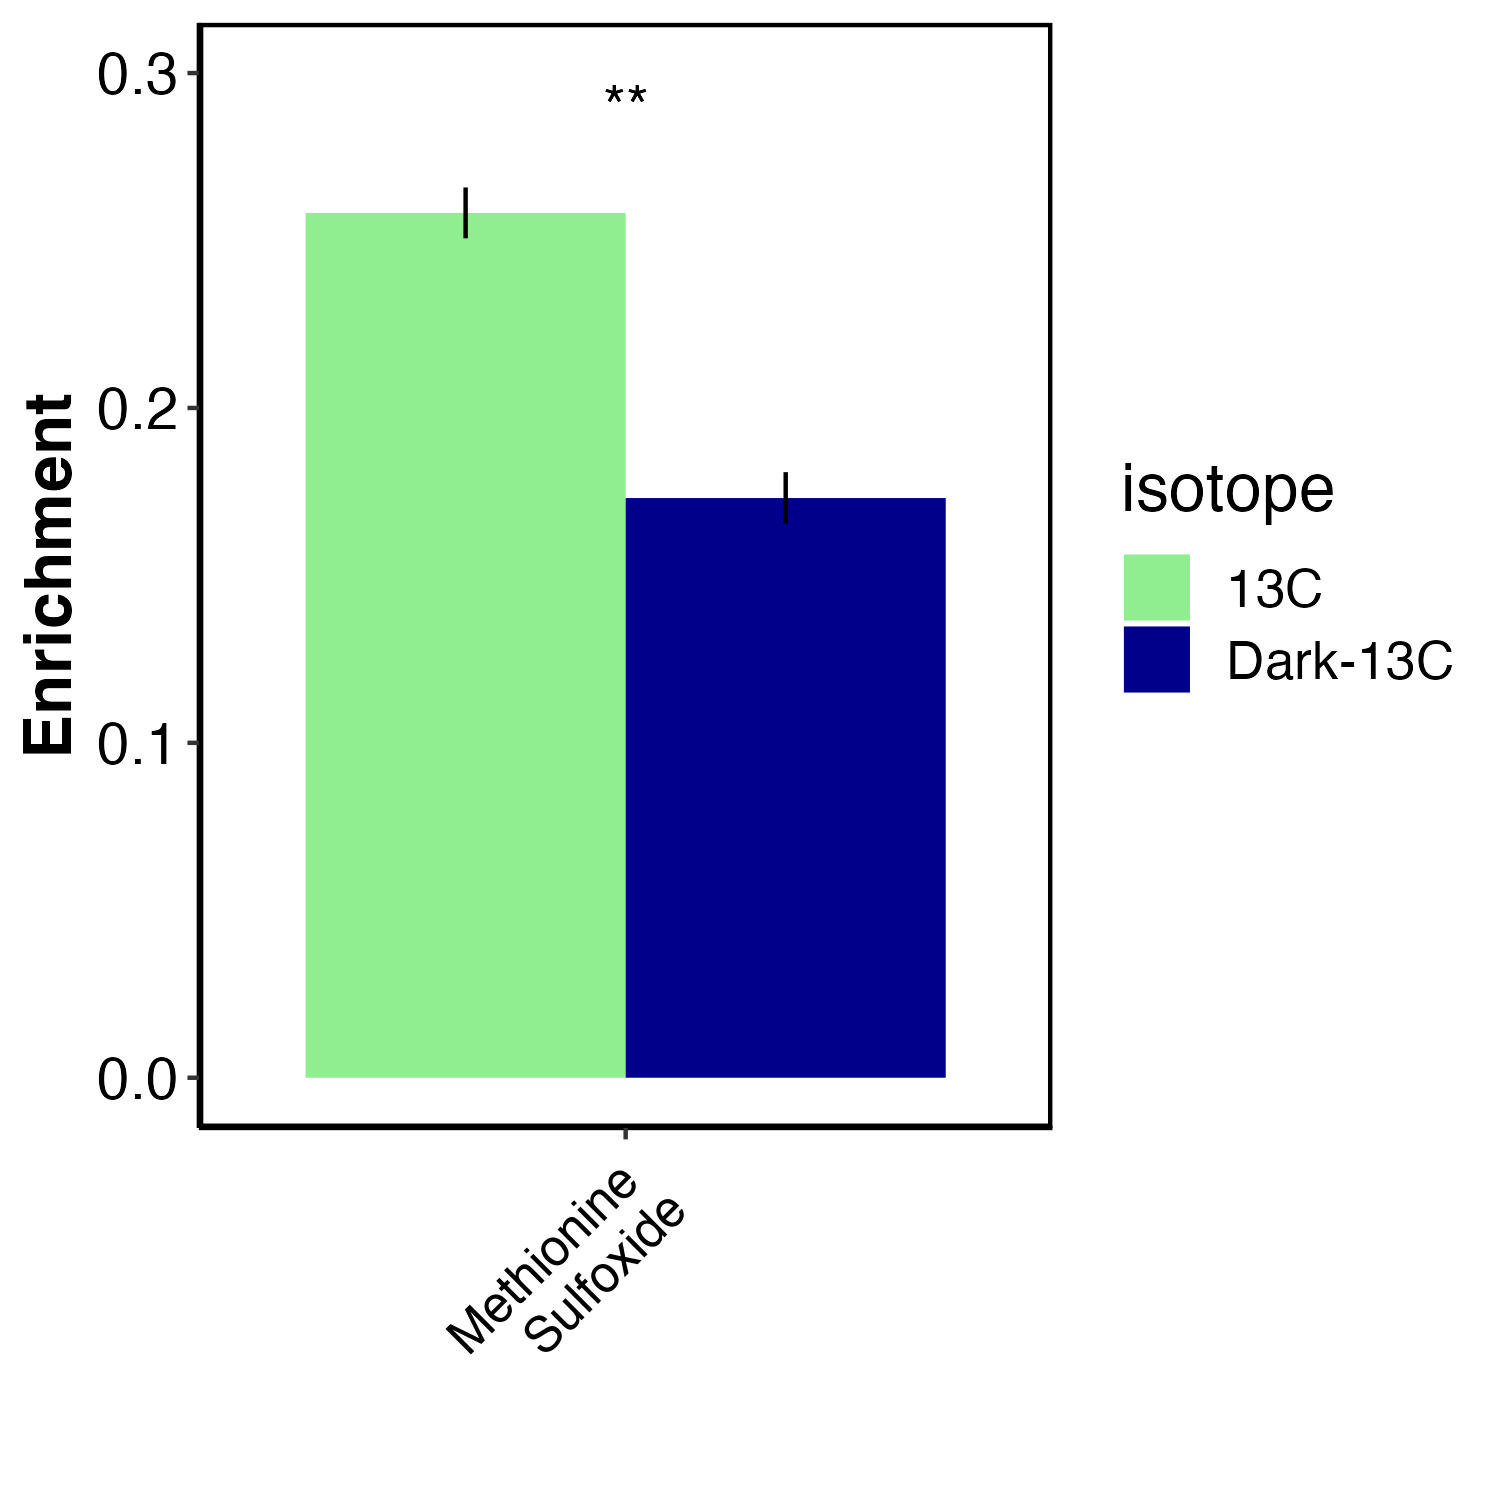 0.3
0.2
0.1
0.0
Enrichment
**
Methionine
Sulfoxide
isotope
13C
Dark-13C